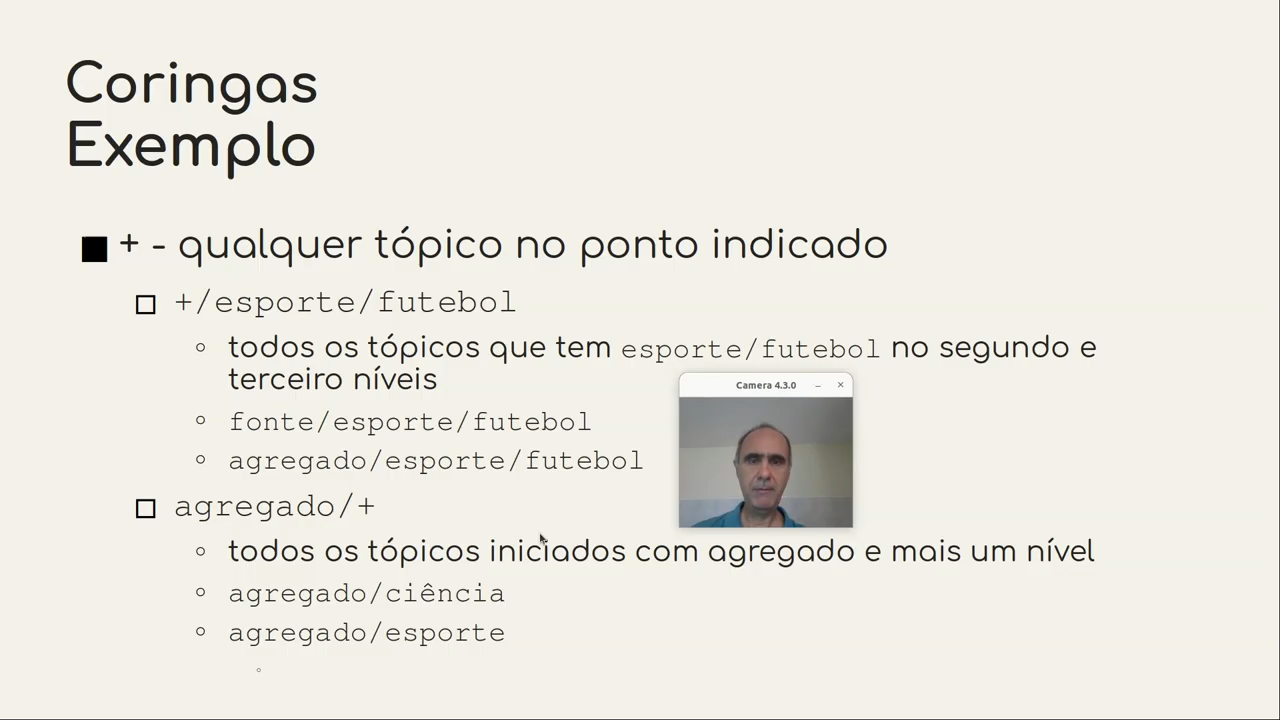 Coringas
Exemplo
+ - qualquer tópico no ponto indicado
+/esporte/futebol
todos os tópicos que tem esporte/futebol no segundo e
terceiro níveis
Camera 4.3.0
fonte/esporte/futebol
agregado/esporte/futebol
agregado/+
todos os tópicos iniciados com agregado e mais um nível
agregado/ciência
agregado/esporte